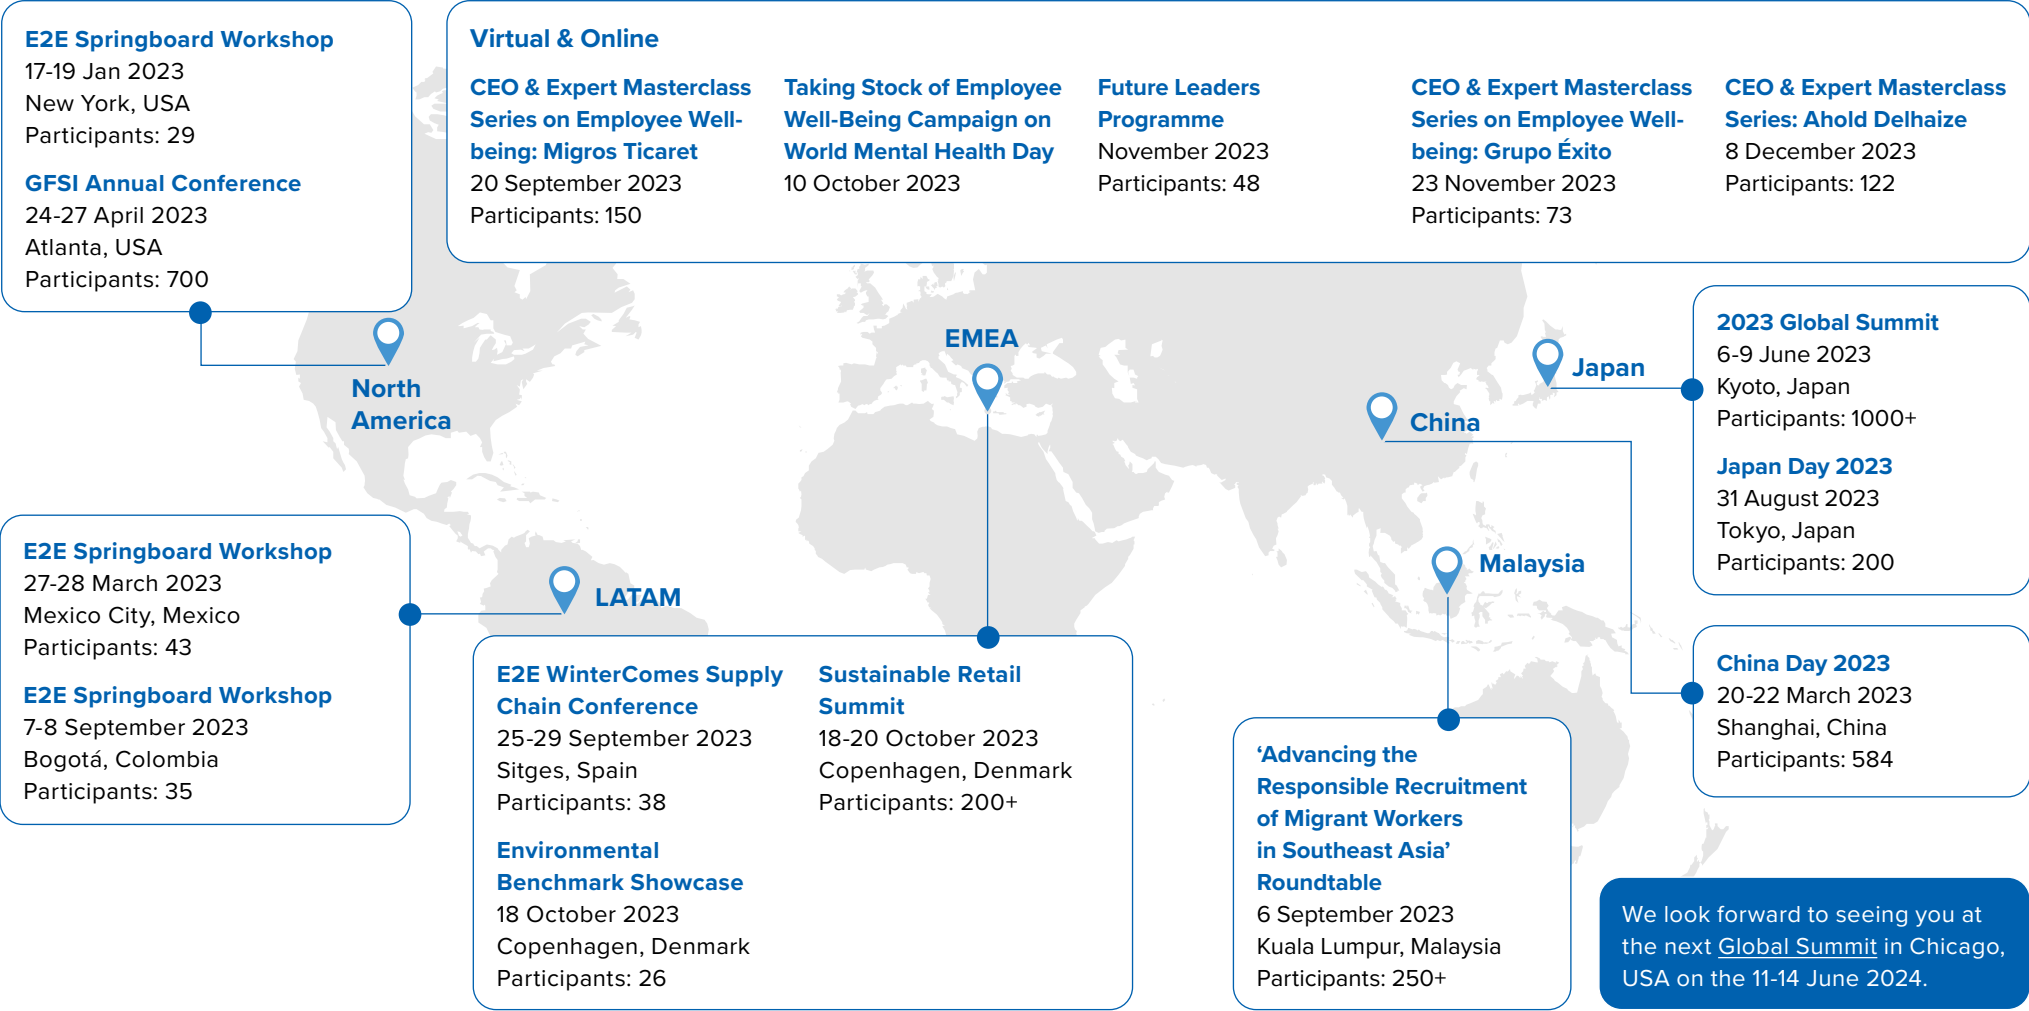 E2E Springboard Workshop
17-19 Jan 2023
New York, USA
Participants: 29
GFSI Annual Conference
24-27 April 2023
Atlanta, USA
Participants: 700
Virtual & Online
CEO & Expert Masterclass
Series on Employee Well-
being: Migros Ticaret
20 September 2023
Participants: 150
Taking Stock of Employee
Well-Being Campaign on
World Mental Health Day
10 October 2023
Future Leaders
Programme
November 2023
Participants: 48
CEO & Expert Masterclass
Series on Employee Well-
being: Grupo Éxito
23 November 2023
Participants: 73
CEO & Expert Masterclass
Series: Ahold Delhaize
8 December 2023
Participants: 122
North
America
EMEA
Japan
China
Malaysia
LATAM
2023 Global Summit
6-9 June 2023
Kyoto, Japan
Participants: 1000+
Japan Day 2023
31 August 2023
Tokyo, Japan
Participants: 200
E2E Springboard Workshop
27-28 March 2023
Mexico City, Mexico
Participants: 43
E2E Springboard Workshop
7-8 September 2023
Bogotá, Colombia
Participants: 35
E2E WinterComes Supply
Chain Conference
25-29 September 2023
Sitges, Spain
Participants: 38
Environmental
Benchmark Showcase
18 October 2023
Copenhagen, Denmark
Participants: 26
Sustainable Retail
Summit
18-20 October 2023
Copenhagen, Denmark
Participants: 200+
‘Advancing the
Responsible Recruitment
of Migrant Workers
in Southeast Asia’
Roundtable
6 September 2023
Kuala Lumpur, Malaysia
Participants: 250+
China Day 2023
20-22 March 2023
Shanghai, China
Participants: 584
We look forward to seeing you at
the next Global Summit in Chicago,
USA on the 11-14 June 2024.